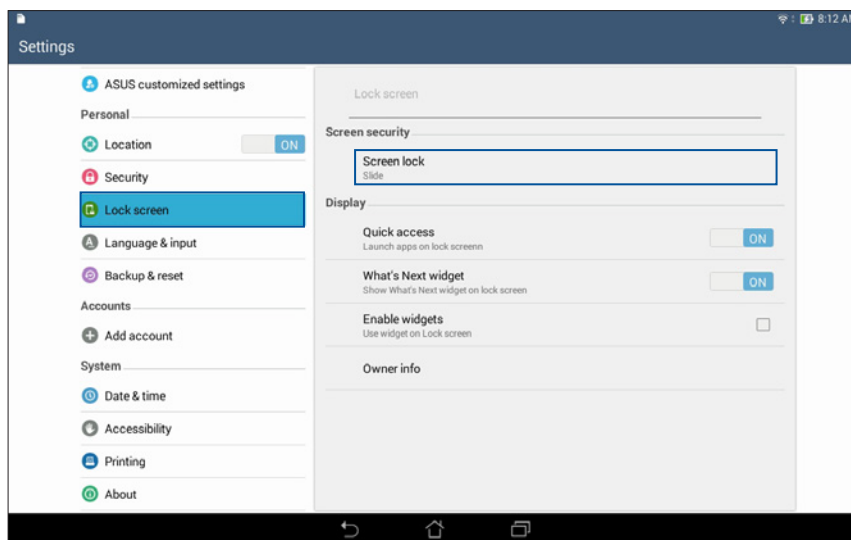 8:12 AM
Settings
ASUS customized settings
Personal
Location
ON
Security
Lock screen
Language & input
Backup & reset
Accounts
Add account
System
Date & time
Accessibility
Printing
About
Lock screen
Screen security
Screen lock
Slide
Display
Quick access
Launch apps on lock screenn
ON
What's Next widget
Show What's Next widget on lock screen
ON
Enable widgets
Use widget on Lock screen
Owner info